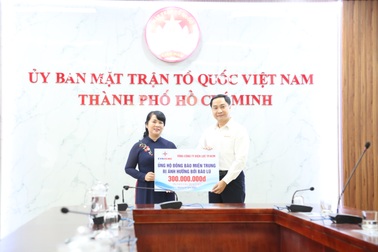 ỦY BAN MẶT TRẬN TỔ QUỐC VIỆT NAM
THÀNH PHỐ HỒ CHÍ MINH
ỦNG HỘ ĐỒNG BÀO MIỀN TRUNG
BỊ ẢNH HƯỞNG BỞI BÃO LŨ
300.000.000đ